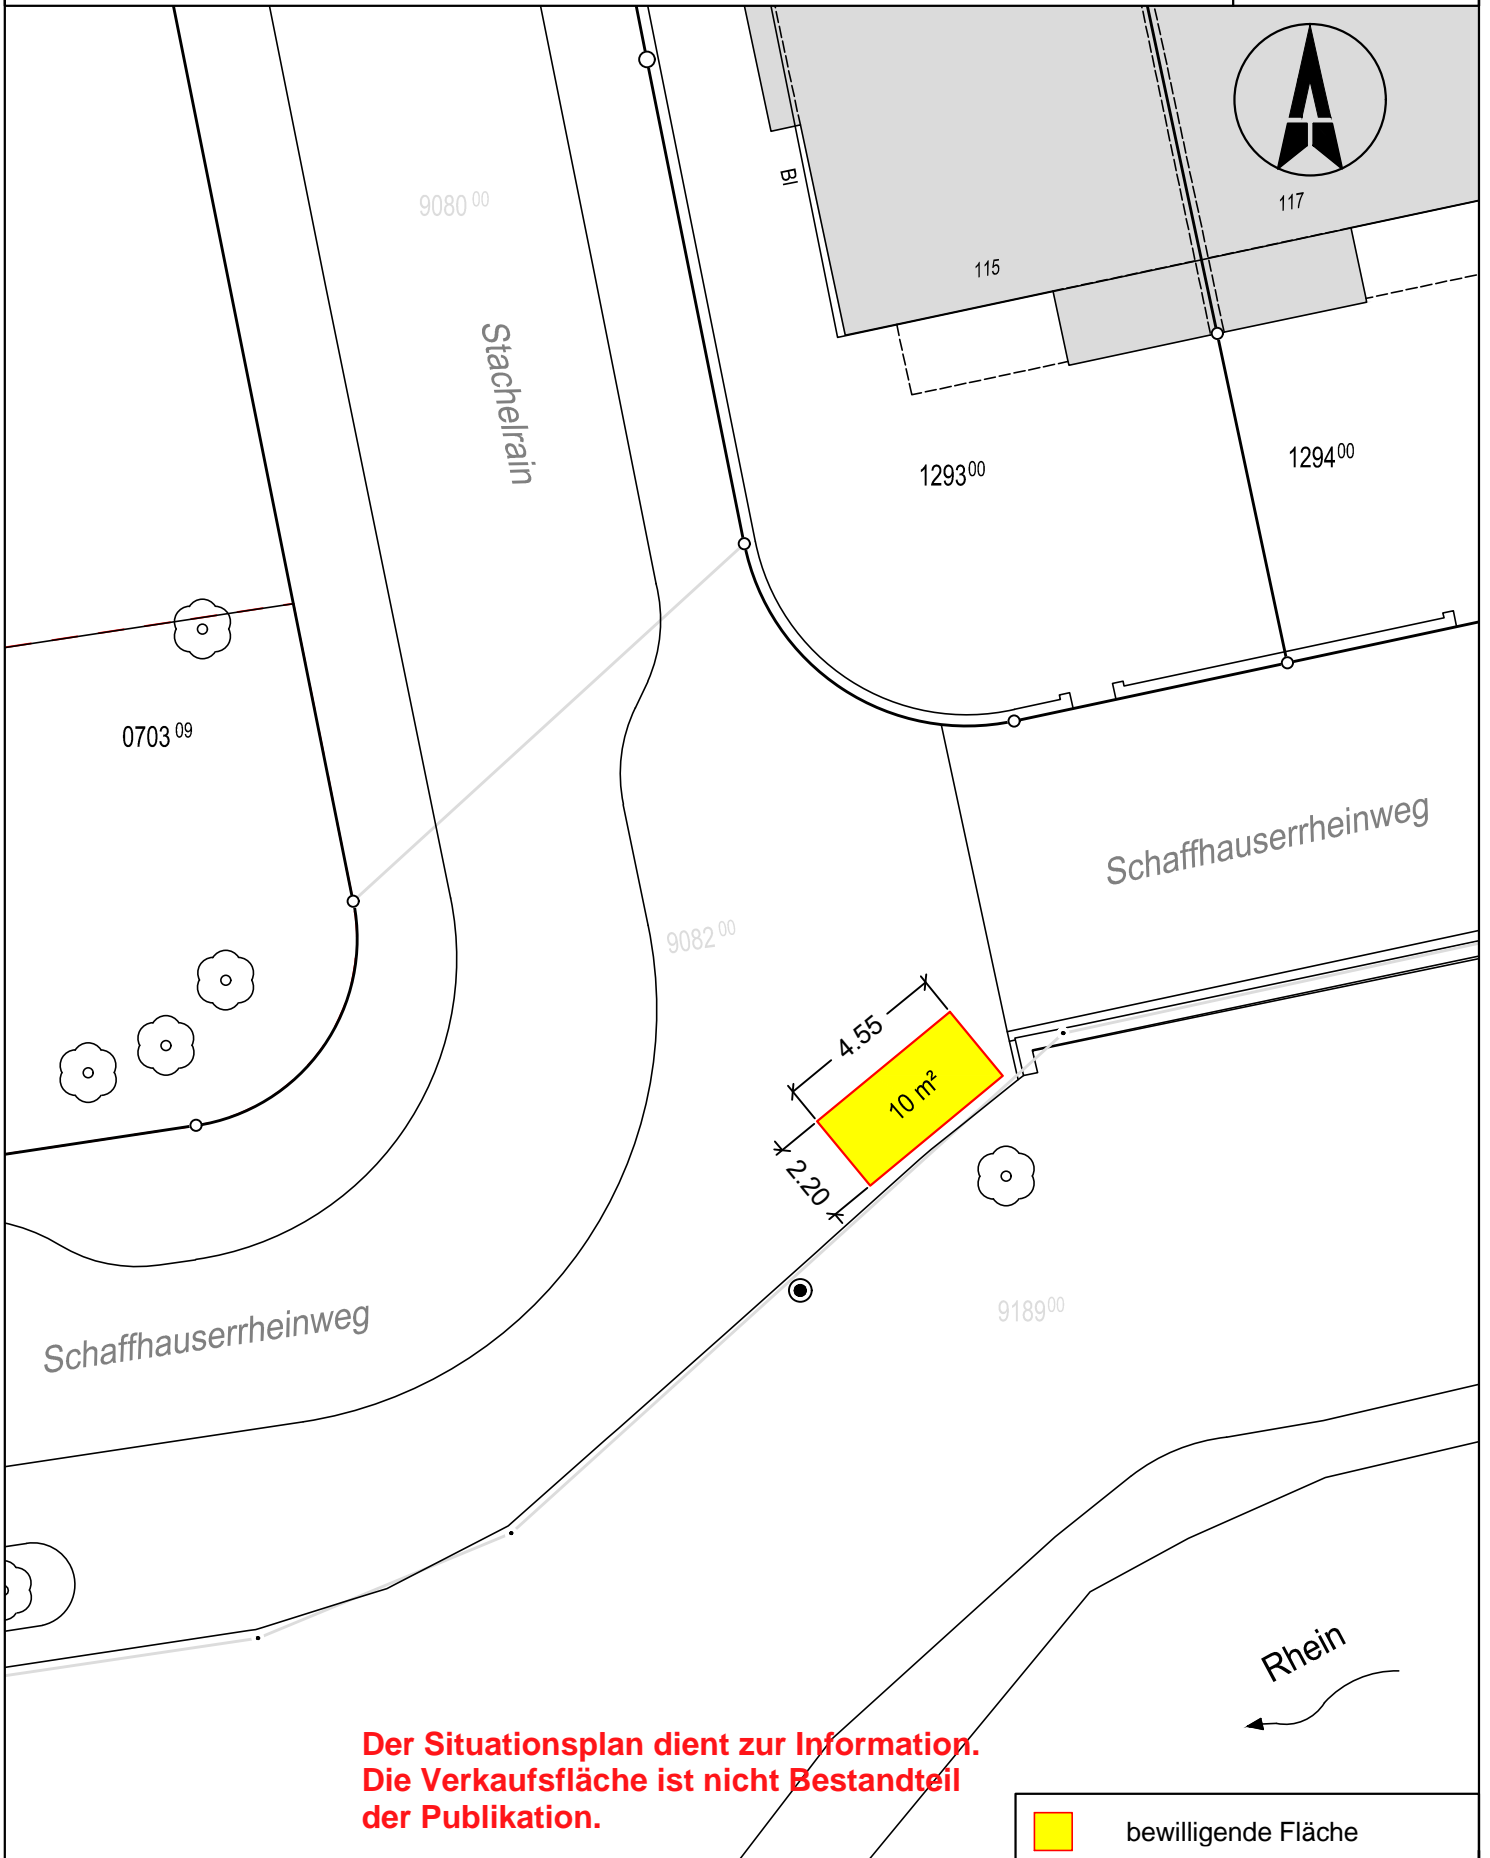 9080 00
Bl
117
115
Stachelrain
1293 00
1294 00
0703 09
Schaffhauserrheinweg
9082 00
4.55
10 m²
2.20
9189 00
Schaffhauserrheinweg
Rhein
Der Situationsplan dient zur Information.
Die Verkaufsfläche ist nicht Bestandteil
der Publikation.
bewilligende Fläche